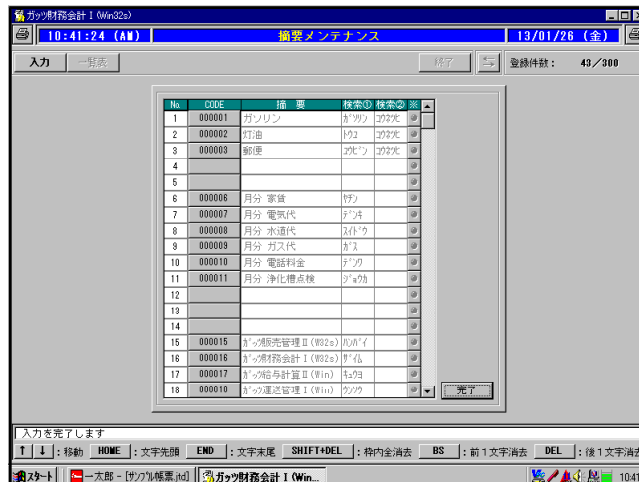 ガッツ財務会計Ⅰ(Win32s)
10:41:24 (AM) 摘要メンテナンス 13/01/26 (金)
入力 一覧表 終了 登録件数: 43/300
No. CODE 摘 要 検索① 検索② ※
1 000001 ガソリン ｶﾞｿﾘﾝ ｺｳﾈﾂﾋ
2 000002 灯油 ﾄｳﾕ ｺｳﾈﾂﾋ
3 000003 郵便 ﾕｳﾋﾞﾝ
4
5
6 000006 月分 家賃 ﾔﾁﾝ
7 000007 月分 電気代 ﾃﾞﾝｷ
8 000008 月分 水道代 ｽｲﾄﾞｳ
9 000009 月分 ガス代 ｶﾞｽ
10 000010 月分 電話料金 ﾃﾞﾝﾜ
11 000011 月分 浄化槽点検 ｼﾞｮｳｶ
12
13
14
15 000015 ｶﾞｯﾂ販売管理Ⅱ(W32s) ﾊﾝﾊﾞｲ
16 000016 ｶﾞｯﾂ財務会計Ⅰ(W32s) ｻﾞｲﾑ
17 000017 ｶﾞｯﾂ給与計算Ⅱ(Win) ｷｭｳﾖ
18 ｶﾞｯﾂ運送管理Ⅰ(Win) ｳﾝｿｳ
完了
入力を完了します
↑ ↓ :移動 HOME :文字先頭 END :文字末尾 SHIFT+DEL :枠内全消去 BS :前1文字消去 DEL :後1文字消去
スタート 一太郎 - [ｻﾝﾌﾟﾙ帳票.jtd] ガッツ財務会計Ⅰ(Win... 10:41